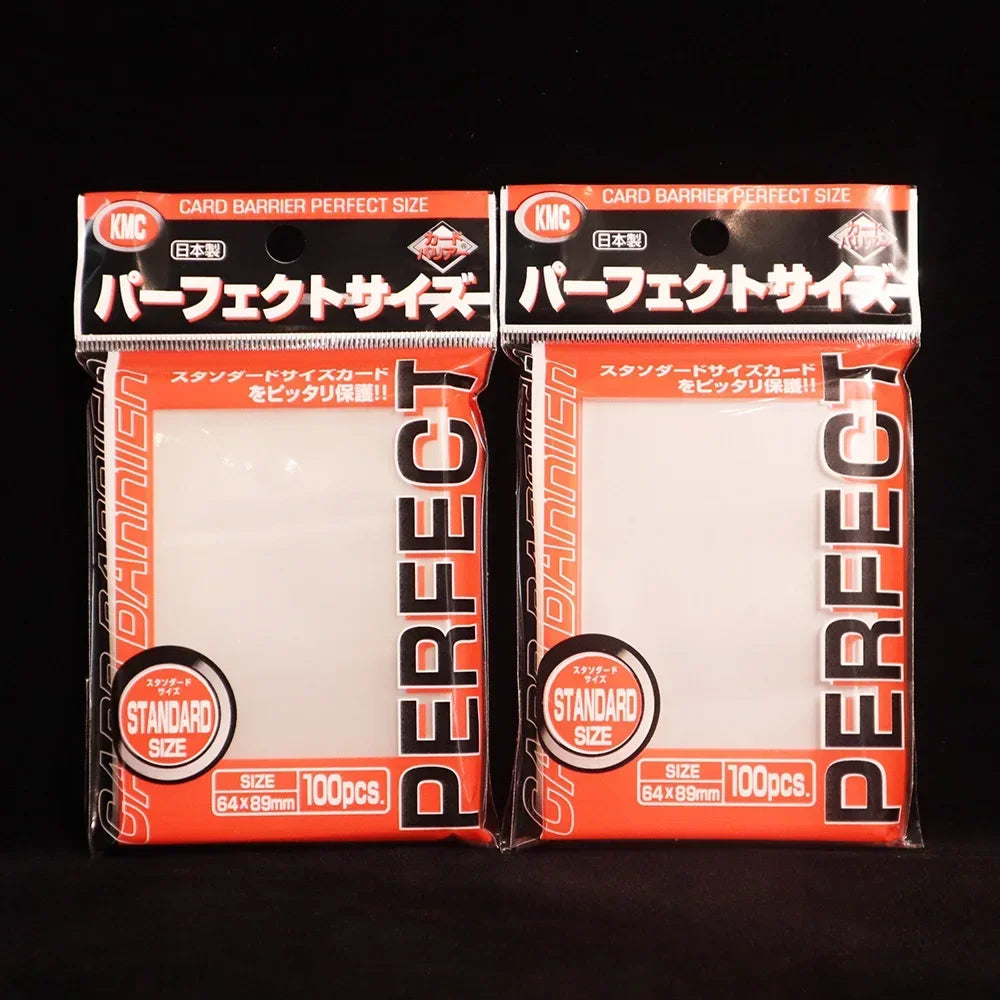 KMC
CARD BARRIER PERFECT SIZE
日本製
カード
バリアー®
パーフェクトサイズ
スタンダードサイズカード
をピッタリ保護!!
PERFECT
CARD BARRIER
スタンダード
サイズ
STANDARD
SIZE
SIZE
64×89mm
100pcs.
KMC
CARD BARRIER PERFECT SIZE
日本製
カード
バリアー
パーフェクトサイズ
スタンダードサイズカード
をピッタリ保護!!
PERFECT
CARD BARRIER
スタンダード
サイズ
STANDARD
SIZE
SIZE
64×89mm
100pcs.